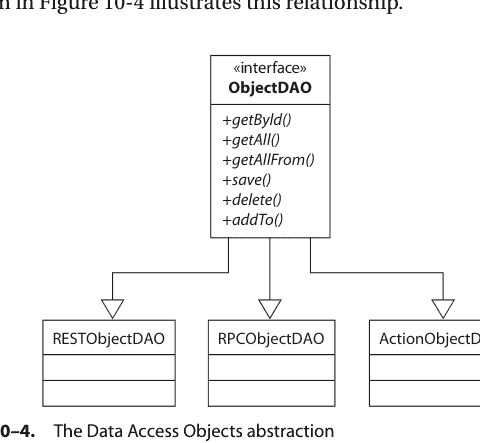 n in Figure 10-4 illustrates this relationship.
«interface»
ObjectDAO
+getById()
+getAll()
+getAllFrom()
+save()
+delete()
+addTo()
RESTObjectDAO
RPCObjectDAO
ActionObjectD
0–4. The Data Access Objects abstraction